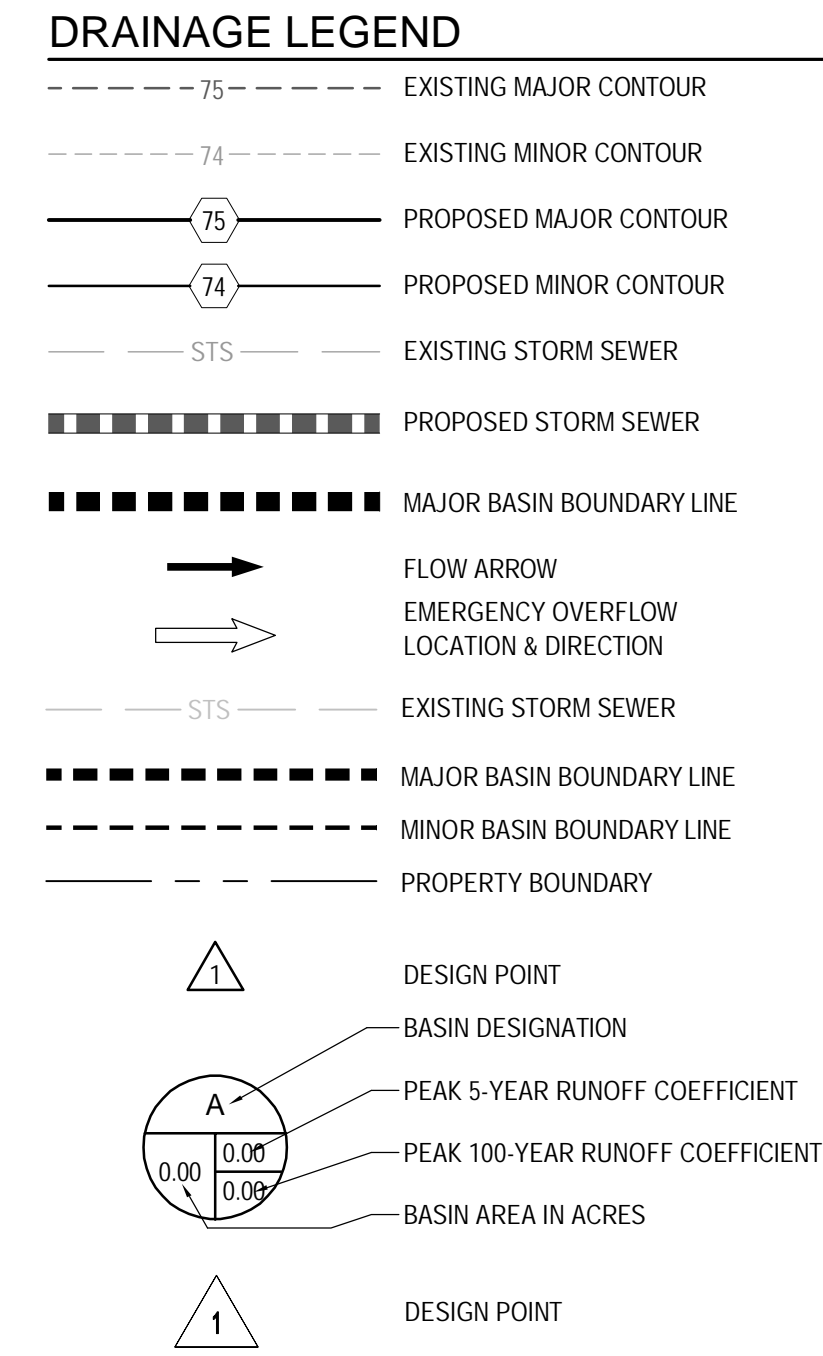 DRAINAGE LEGEND
75 EXISTING MAJOR CONTOUR
74 EXISTING MINOR CONTOUR
75 PROPOSED MAJOR CONTOUR
74 PROPOSED MINOR CONTOUR
STS EXISTING STORM SEWER
PROPOSED STORM SEWER
MAJOR BASIN BOUNDARY LINE
FLOW ARROW
EMERGENCY OVERFLOW
LOCATION & DIRECTION
STS EXISTING STORM SEWER
MAJOR BASIN BOUNDARY LINE
MINOR BASIN BOUNDARY LINE
PROPERTY BOUNDARY
1 DESIGN POINT
BASIN DESIGNATION
A PEAK 5-YEAR RUNOFF COEFFICIENT
0.00 PEAK 100-YEAR RUNOFF COEFFICIENT
0.00
0.00
BASIN AREA IN ACRES
1 DESIGN POINT